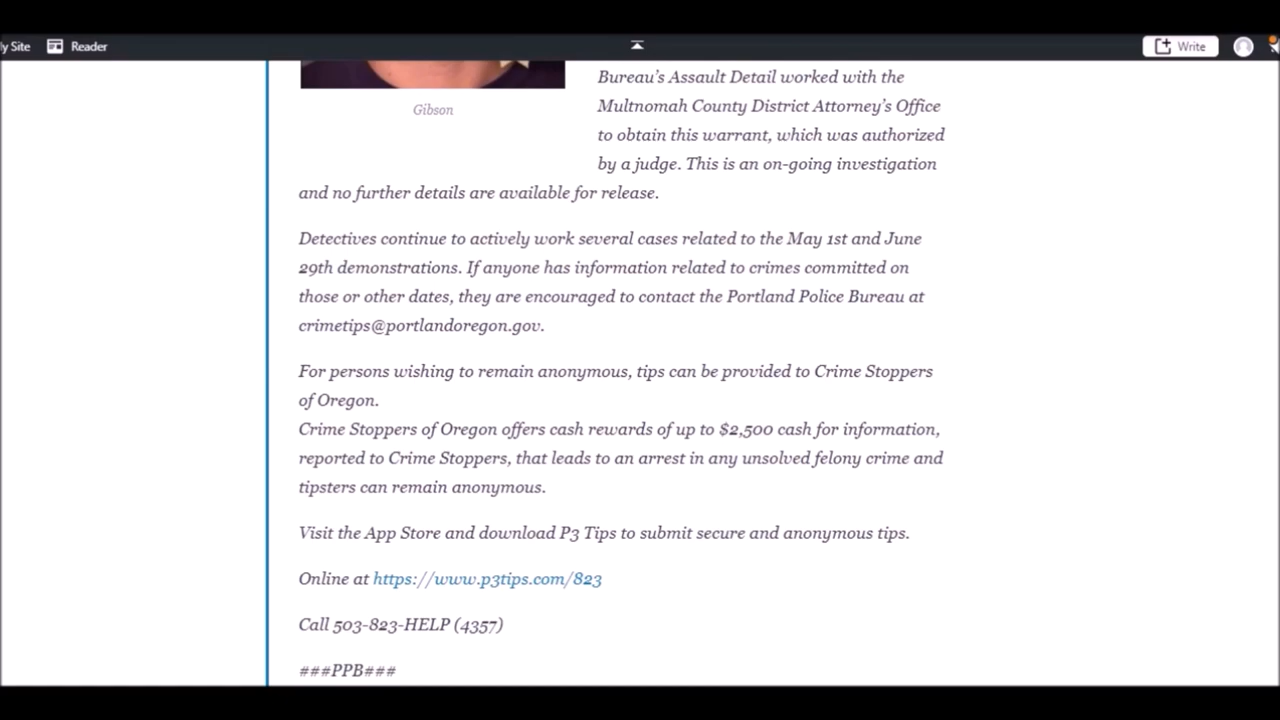 y Site
Reader
Write
Gibson
Bureau's Assault Detail worked with the
Multnomah County District Attorney's Office
to obtain this warrant, which was authorized
by a judge. This is an on-going investigation
and no further details are available for release.
Detectives continue to actively work several cases related to the May 1st and June
29th demonstrations. If anyone has information related to crimes committed on
those or other dates, they are encouraged to contact the Portland Police Bureau at
crimetips@portlandoregon.gov.
For persons wishing to remain anonymous, tips can be provided to Crime Stoppers
of Oregon.
Crime Stoppers of Oregon offers cash rewards of up to $2,500 cash for information,
reported to Crime Stoppers, that leads to an arrest in any unsolved felony crime and
tipsters can remain anonymous.
Visit the App Store and download P3 Tips to submit secure and anonymous tips.
Online at https://www.p3tips.com/823
Call 503-823-HELP (4357)
###PPB###